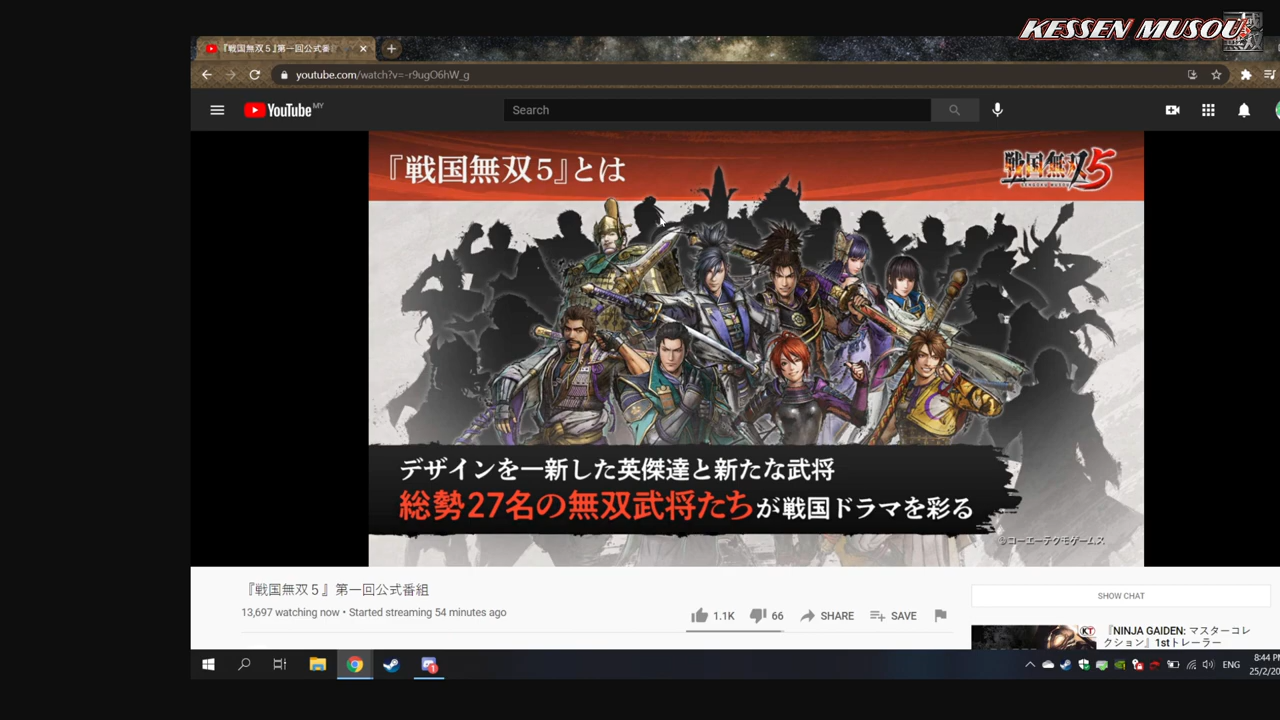 KESSEN MUSOU
『戦国無双５』第一回公式番
youtube.com/watch?v=-r9ugO6hW_g
YouTube MY
Search
『戦国無双５』とは
戦国無双5
デザインを一新した英傑達と新たな武将
総勢27名の無双武将たちが戦国ドラマを彩る
©コーエーテクモゲームス
『戦国無双５』第一回公式番組
13,697 watching now • Started streaming 54 minutes ago
1.1K
66
SHARE
SAVE
SHOW CHAT
KT
『NINJA GAIDEN: マスターコレ
クション』1stトレーラー
1
ENG
8:44 PM
25/2/20